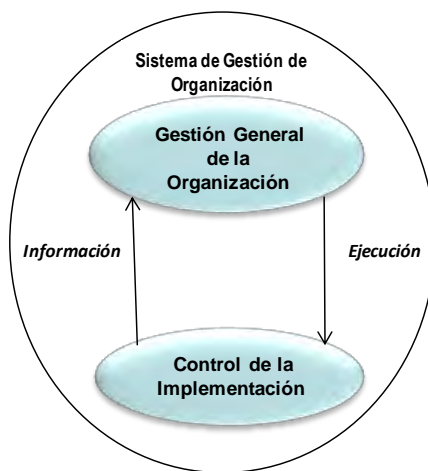 Sistema de Gestión de
Organización
Gestión General
de la
Organización
Información
Ejecución
Control de la
Implementación